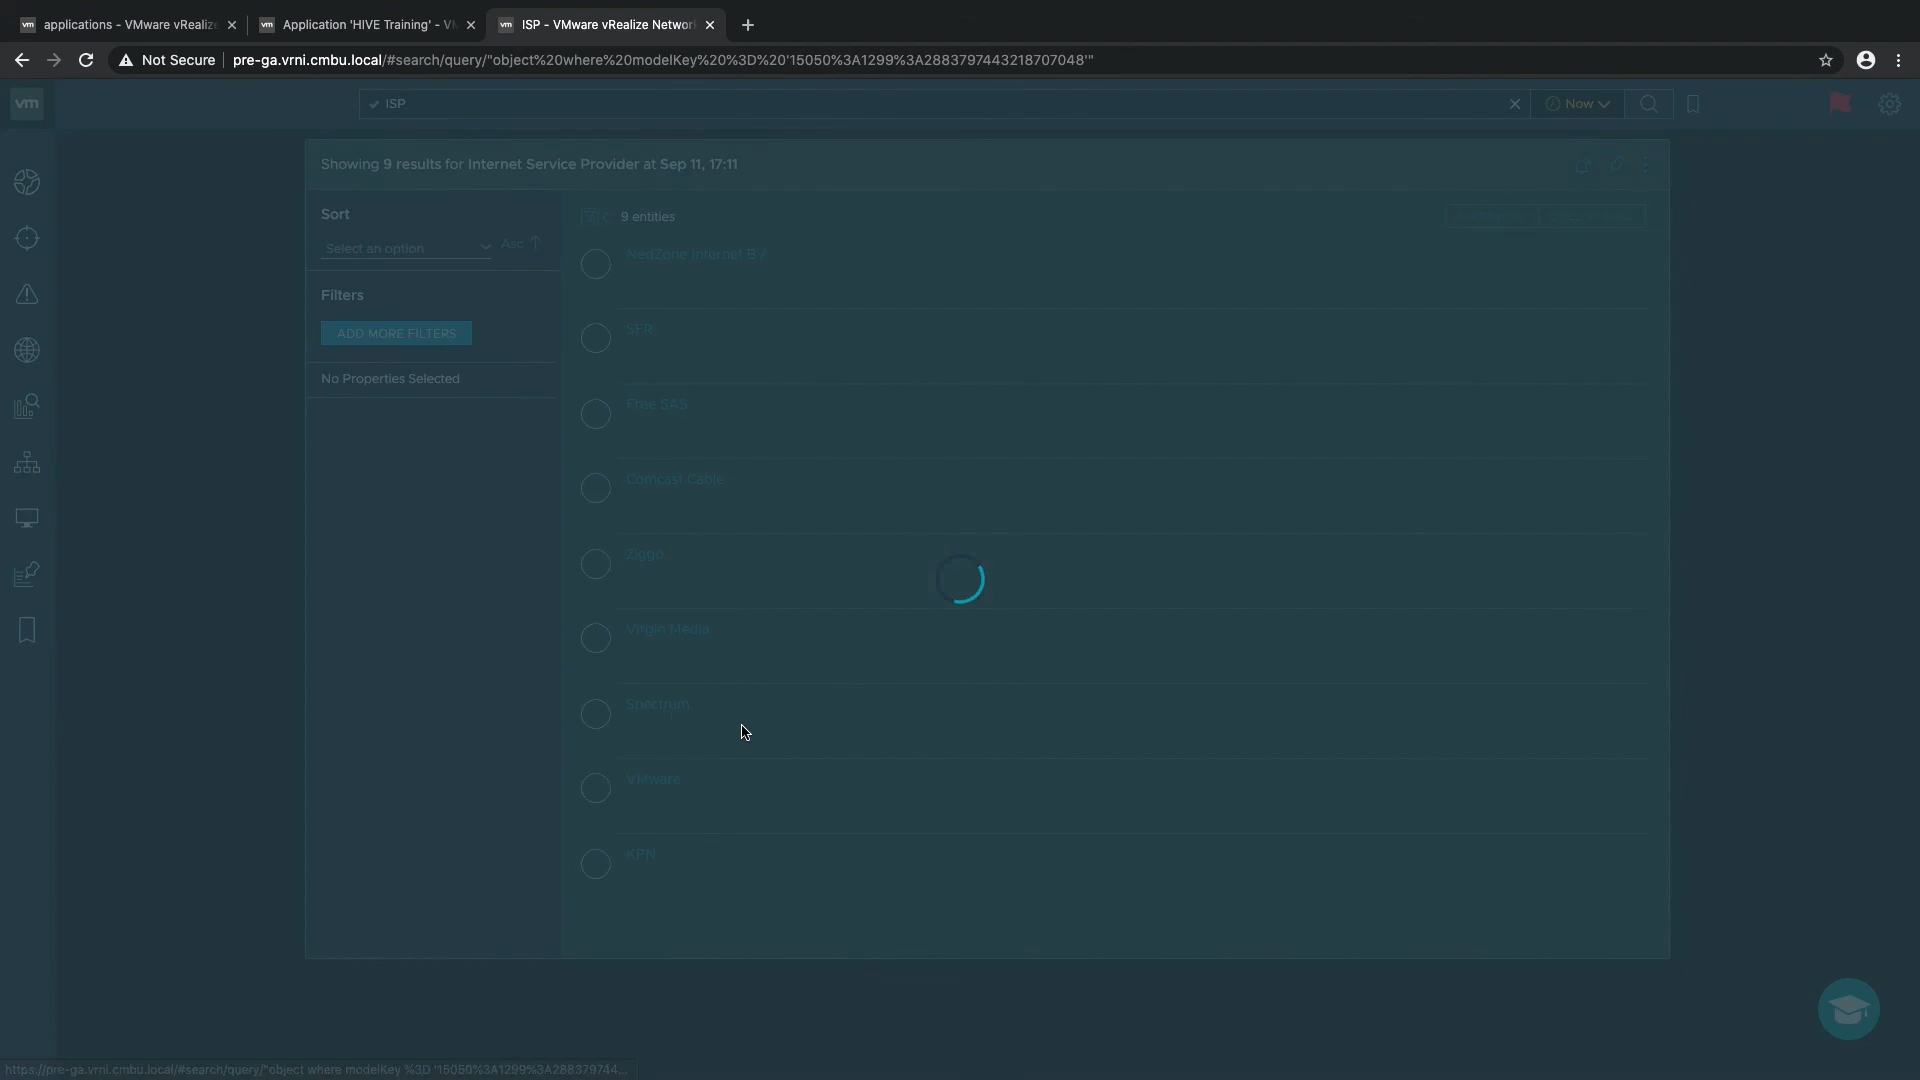 applications - VMware vRealize
Application 'HIVE Training' - VM
ISP - VMware vRealize Networ
Not Secure
pre-ga.vrni.cmbu.local/#search/query/"object%20where%20modelKey%20%3D%20'15050%3A1299%3A2883797443218707048'"
vm
ISP
Now
Showing 9 results for Internet Service Provider at Sep 11, 17:11
Sort
Select an option
Asc
Filters
ADD MORE FILTERS
No Properties Selected
9 entities
NedZone Internet BV
SFR
Free SAS
Comcast Cable
Ziggo
Virgin Media
Spectrum
VMware
KPN
https://pre-ga.vrni.cmbu.local/#search/query/"object where modelKey %3D '15050%3A1299%3A288379744...